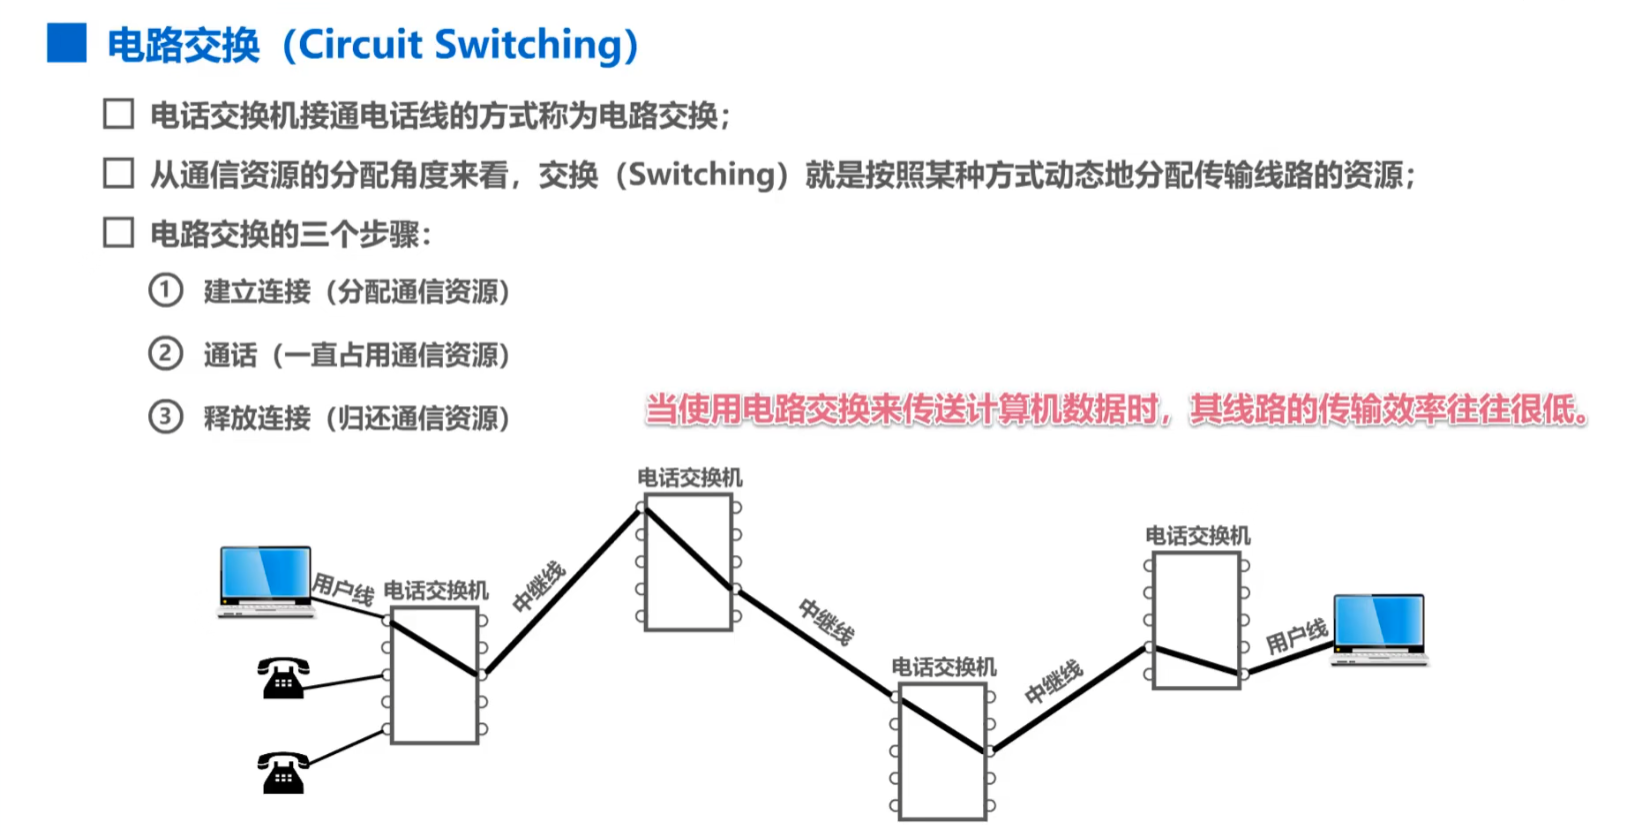 电路交换（Circuit Switching）
电话交换机接通电话线的方式称为电路交换；
从通信资源的分配角度来看，交换（Switching）就是按照某种方式动态地分配传输线路的资源；
电路交换的三个步骤：
① 建立连接（分配通信资源）
② 通话（一直占用通信资源）
③ 释放连接（归还通信资源）
当使用电路交换来传送计算机数据时，其线路的传输效率往往很低。
电话交换机
电话交换机
用户线
电话交换机
中继线
中继线
用户线
电话交换机
中继线